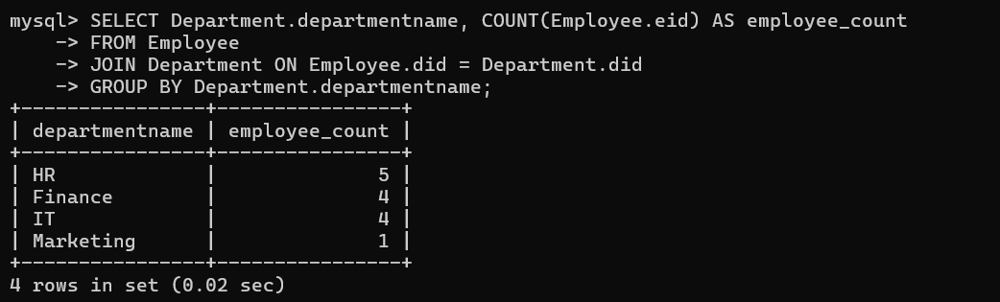 mysql> SELECT Department.departmentname, COUNT(Employee.eid) AS employee_count
    -> FROM Employee
    -> JOIN Department ON Employee.did = Department.did
    -> GROUP BY Department.departmentname;
+----------------+----------------+
| departmentname | employee_count |
+----------------+----------------+
| HR             |              5 |
| Finance        |              4 |
| IT             |              4 |
| Marketing      |              1 |
+----------------+----------------+
4 rows in set (0.02 sec)